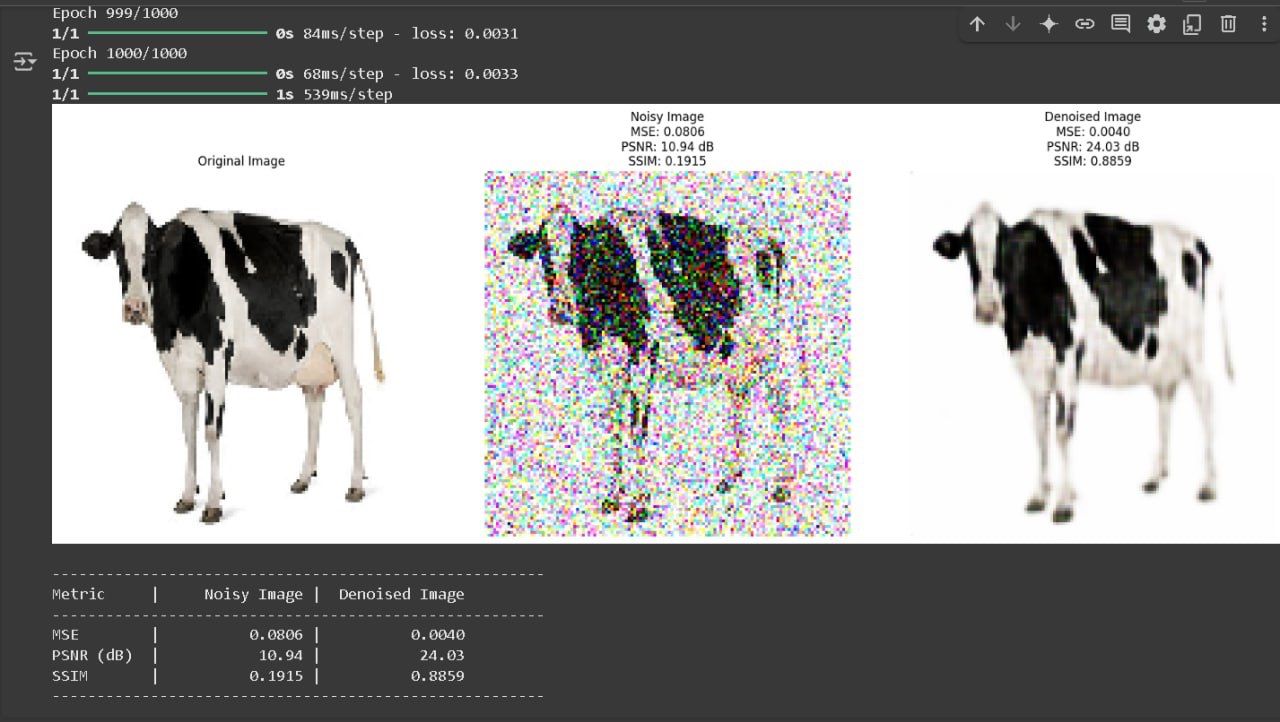 Epoch 999/1000
1/1 ━━━━━━━━━━━━━━━━━━━━ 0s 84ms/step - loss: 0.0031
Epoch 1000/1000
1/1 ━━━━━━━━━━━━━━━━━━━━ 0s 68ms/step - loss: 0.0033
1/1 ━━━━━━━━━━━━━━━━━━━━ 1s 539ms/step
Original Image
Noisy Image
MSE: 0.0806
PSNR: 10.94 dB
SSIM: 0.1915
Denoised Image
MSE: 0.0040
PSNR: 24.03 dB
SSIM: 0.8859
-------------------------------------------------------
Metric | Noisy Image | Denoised Image
-------------------------------------------------------
MSE | 0.0806 | 0.0040
PSNR (dB) | 10.94 | 24.03
SSIM | 0.1915 | 0.8859
-------------------------------------------------------